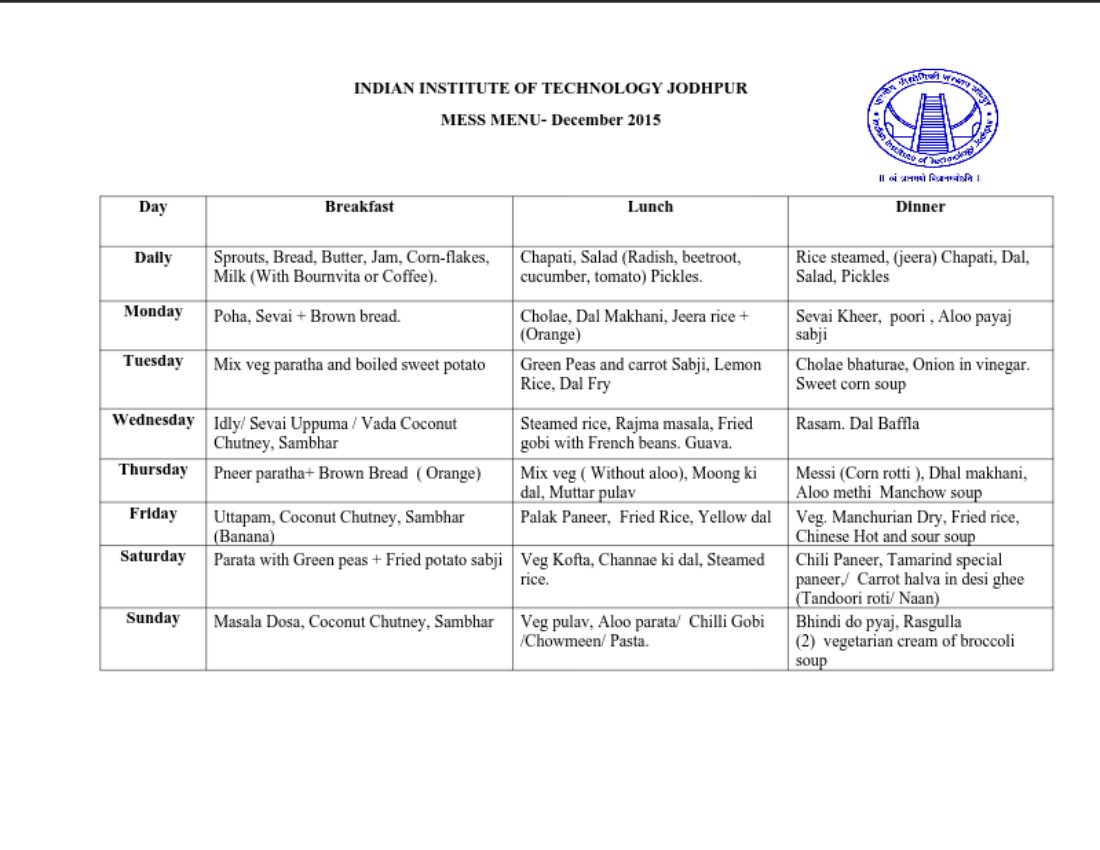 INDIAN INSTITUTE OF TECHNOLOGY JODHPUR
MESS MENU- December 2015
Indian Institute of Technology Jodhpur
Day Breakfast Lunch Dinner
Daily
Sprouts, Bread, Butter, Jam, Corn-flakes,
Milk (With Bournvita or Coffee).
Chapati, Salad (Radish, beetroot,
cucumber, tomato) Pickles.
Rice steamed, (jeera) Chapati, Dal,
Salad, Pickles
Monday
Poha, Sevai + Brown bread.
Cholae, Dal Makhani, Jeera rice +
(Orange)
Sevai Kheer,  poori , Aloo payaj
sabji
Tuesday
Mix veg paratha and boiled sweet potato
Green Peas and carrot Sabji, Lemon
Rice, Dal Fry
Cholae bhaturae, Onion in vinegar.
Sweet corn soup
Wednesday
Idly/ Sevai Uppuma / Vada Coconut
Chutney, Sambhar
Steamed rice, Rajma masala, Fried
gobi with French beans. Guava.
Rasam. Dal Baffla
Thursday
Pneer paratha+ Brown Bread  ( Orange)
Mix veg ( Without aloo), Moong ki
dal, Muttar pulav
Messi (Corn rotti ), Dhal makhani,
Aloo methi  Manchow soup
Friday
Uttapam, Coconut Chutney, Sambhar
(Banana)
Palak Paneer,  Fried Rice, Yellow dal
Veg. Manchurian Dry, Fried rice,
Chinese Hot and sour soup
Saturday
Parata with Green peas + Fried potato sabji
Veg Kofta, Channae ki dal, Steamed
rice.
Chili Paneer, Tamarind special
paneer,/  Carrot halva in desi ghee
(Tandoori roti/ Naan)
Sunday
Masala Dosa, Coconut Chutney, Sambhar
Veg pulav, Aloo parata/  Chilli Gobi
/Chowmeen/ Pasta.
Bhindi do pyaj, Rasgulla
(2)  vegetarian cream of broccoli
soup